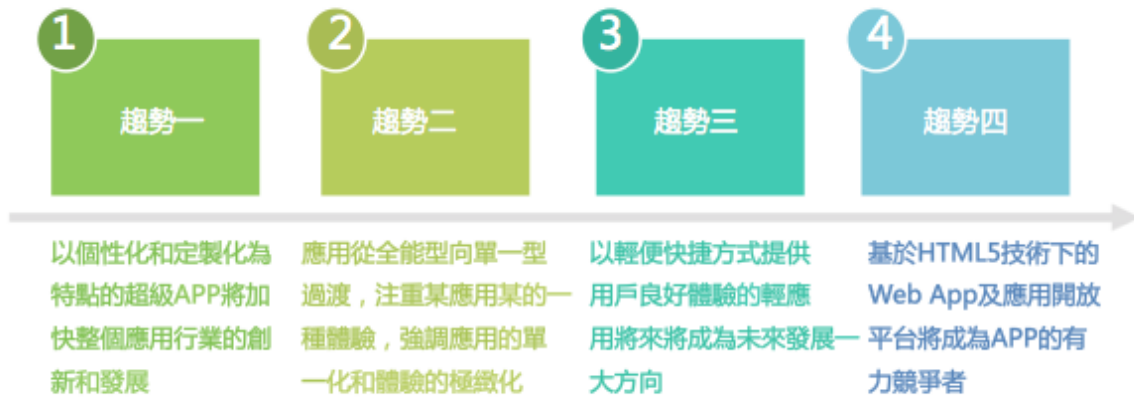 1
趨勢一
2
趨勢二
3
趨勢三
4
趨勢四
以個性化和定製化為
特點的超級APP將加
快整個應用行業的創
新和發展
應用從全能型向單一型
過渡，注重某應用某的一
種體驗，強調應用的單
一化和體驗的極緻化
以輕便快捷方式提供
用戶良好體驗的輕應
用將來將成為未來發展一
大方向
基於HTML5技術下的
Web App及應用開放
平台將成為APP的有
力競爭者